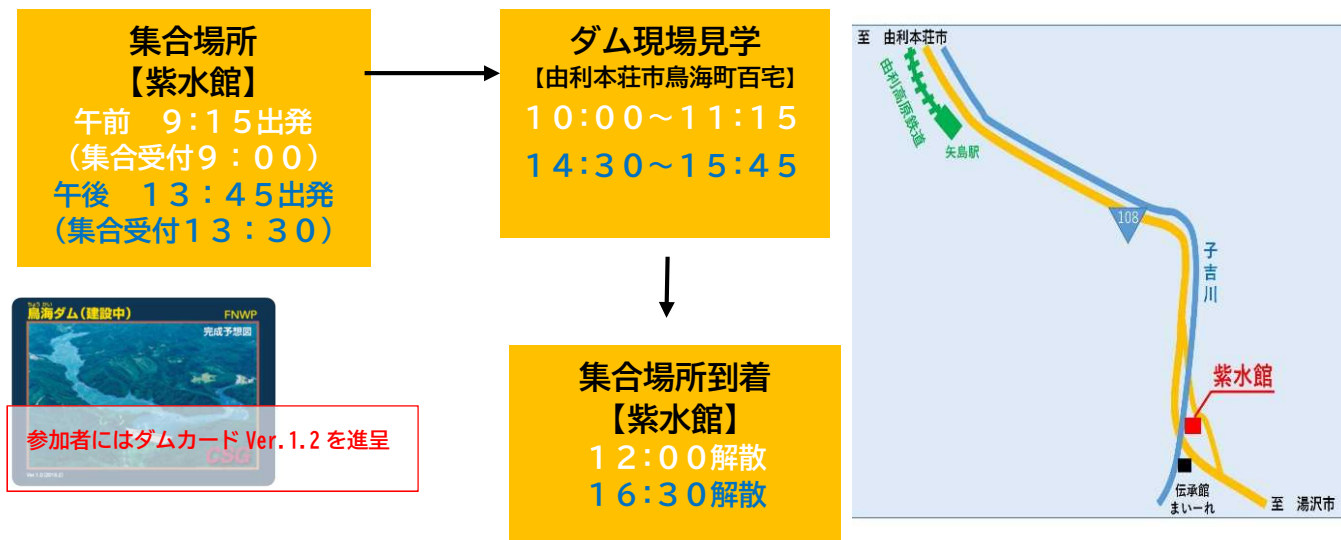 集合場所
【紫水館】
午前　9：15出発
（集合受付9：00）
午後　13：45出発
（集合受付13：30）
ダム現場見学
【由利本荘市鳥海町百宅】
10：00～11：15
14：30～15：45
集合場所到着
【紫水館】
12：00解散
16：30解散
ちょうかい
鳥海ダム（建設中）
FNWP
完成予想図
参加者にはダムカード Ver.1.2 を進呈
CSG
至　由利本荘市
由利高原鉄道
矢島駅
108
子吉川
紫水館
伝承館
まいーれ
至　湯沢市